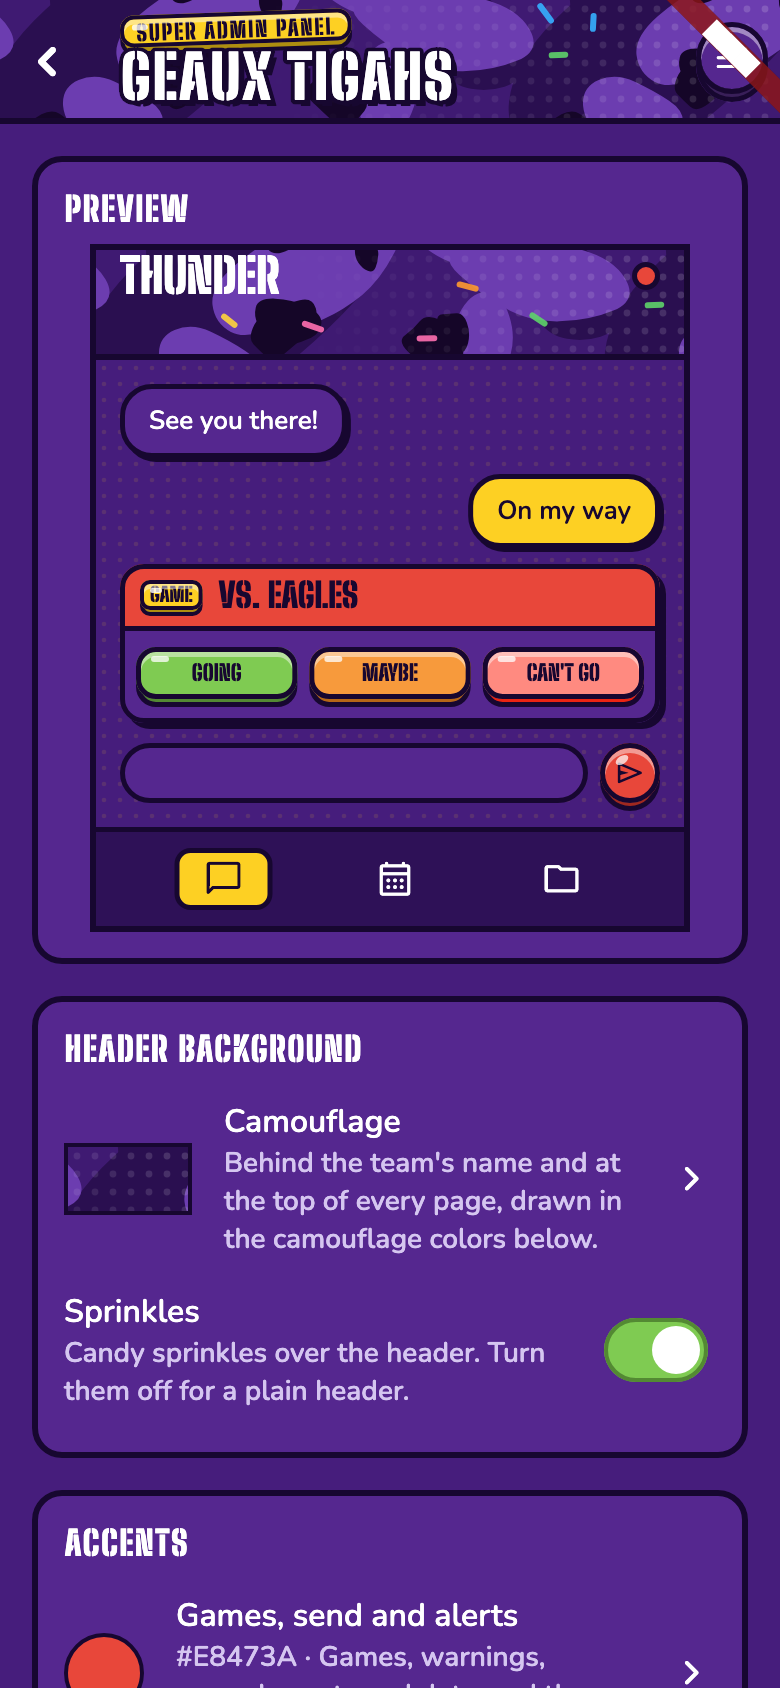 SUPER ADMIN PANEL
GEAUX TIGAHS
PREVIEW
THUNDER
See you there!
On my way
GAME VS. EAGLES
GOING MAYBE CAN'T GO
HEADER BACKGROUND
Camouflage
Behind the team's name and at
the top of every page, drawn in
the camouflage colors below.
Sprinkles
Candy sprinkles over the header. Turn
them off for a plain header.
ACCENTS
Games, send and alerts
#E8473A · Games, warnings,